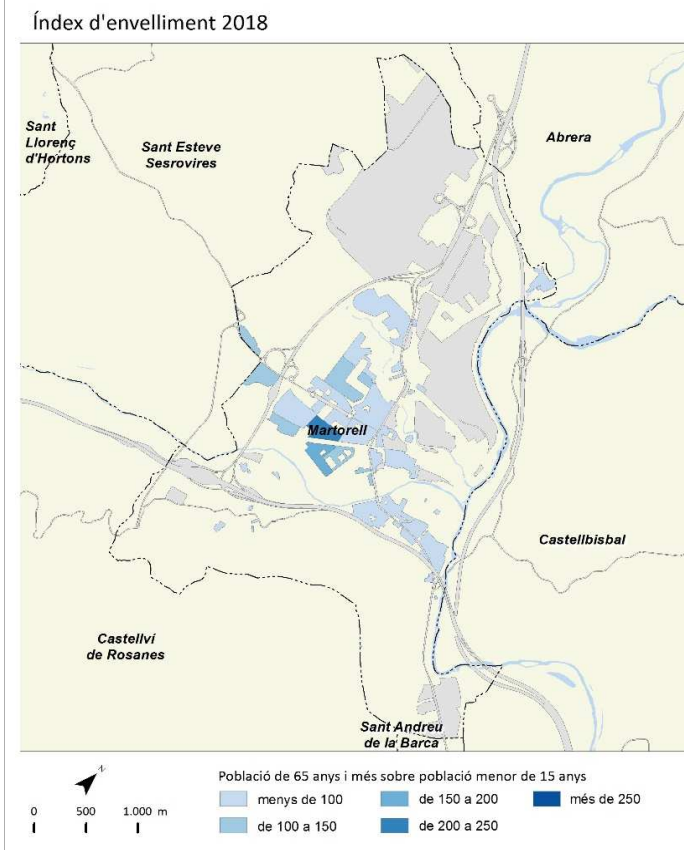 Índex d'envelliment 2018
Sant
Llorenç
d'Hortons
Sant Esteve
Sesrovires
Abrera
Martorell
Castellbisbal
Castellví
de Rosanes
Sant Andreu
de la Barca
N
Població de 65 anys i més sobre població menor de 15 anys
0 500 1.000 m
menys de 100
de 150 a 200
més de 250
de 100 a 150
de 200 a 250